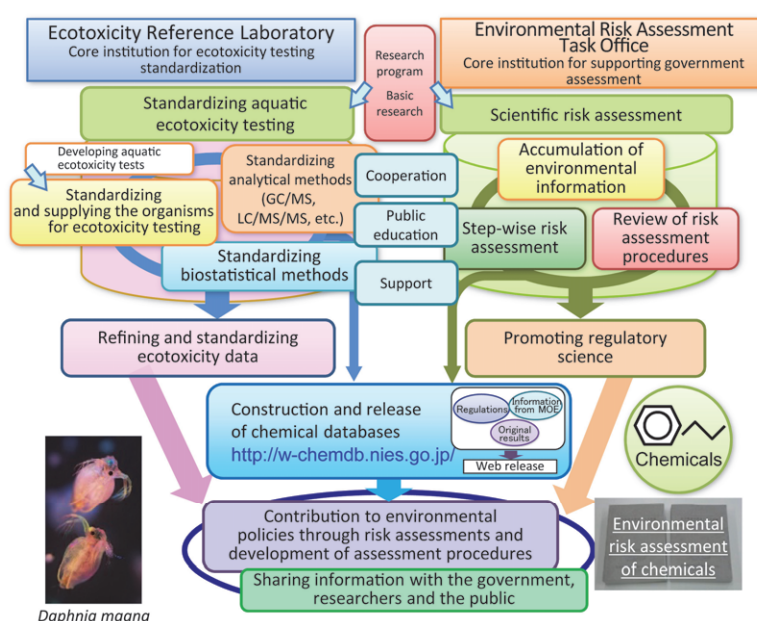 Ecotoxicity Reference Laboratory
Core institution for ecotoxicity testing
standardization
Research
program
Basic
research
Environmental Risk Assessment
Task Office
Core institution for supporting government
assessment
Standardizing aquatic
ecotoxicity testing
Scientific risk assessment
Developing aquatic
ecotoxicity tests
Standardizing
and supplying the organisms
for ecotoxicity testing
Standardizing
analytical methods
(GC/MS,
LC/MS/MS, etc.)
Standardizing
biostatistical methods
Cooperation
Public
education
Support
Accumulation of
environmental
information
Step-wise risk
assessment
Review of risk
assessment
procedures
Refining and standardizing
ecotoxicity data
Promoting regulatory
science
Construction and release
of chemical databases
http://w-chemdb.nies.go.jp/
Regulations
Information
from MOE
Original
results
Web release
Chemicals
Contribution to environmental
policies through risk assessments and
development of assessment procedures
Sharing information with the government,
researchers and the public
Environmental
risk assessment
of chemicals
Daphnia magna